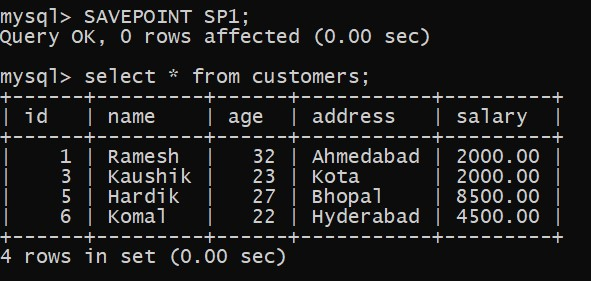 mysql> SAVEPOINT SP1;
Query OK, 0 rows affected (0.00 sec)
mysql> select * from customers;
+------+---------+------+-----------+---------+
| id   | name    | age  | address   | salary  |
+------+---------+------+-----------+---------+
|    1 | Ramesh  |   32 | Ahmedabad | 2000.00 |
|    3 | Kaushik |   23 | Kota      | 2000.00 |
|    5 | Hardik  |   27 | Bhopal    | 8500.00 |
|    6 | Komal   |   22 | Hyderabad | 4500.00 |
+------+---------+------+-----------+---------+
4 rows in set (0.00 sec)